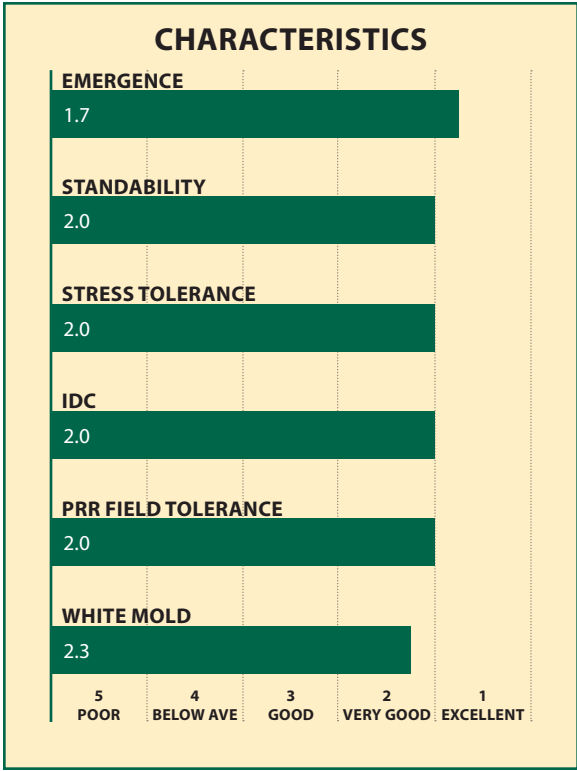 CHARACTERISTICS
EMERGENCE
1.7
STANDABILITY
2.0
STRESS TOLERANCE
2.0
IDC
2.0
PRR FIELD TOLERANCE
2.0
WHITE MOLD
2.3
5 4 3 2 1
POOR BELOW AVE GOOD VERY GOOD EXCELLENT